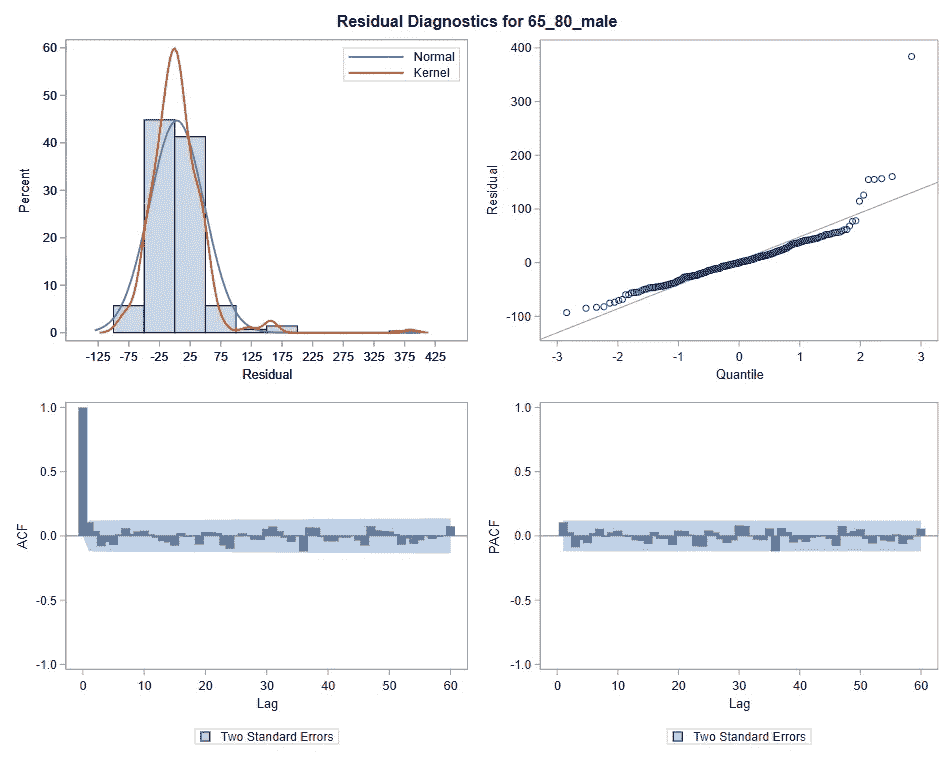 Residual Diagnostics for 65_80_male
60
50
40
30
20
10
0
Percent
Normal
Kernel
-125 -75 -25 25 75 125 175 225 275 325 375 425
Residual
400
300
200
100
0
-100
Residual
-3 -2 -1 0 1 2 3
Quantile
1.0
0.5
0.0
-0.5
-1.0
ACF
0 10 20 30 40 50 60
Lag
Two Standard Errors
1.0
0.5
0.0
-0.5
-1.0
PACF
0 10 20 30 40 50 60
Lag
Two Standard Errors